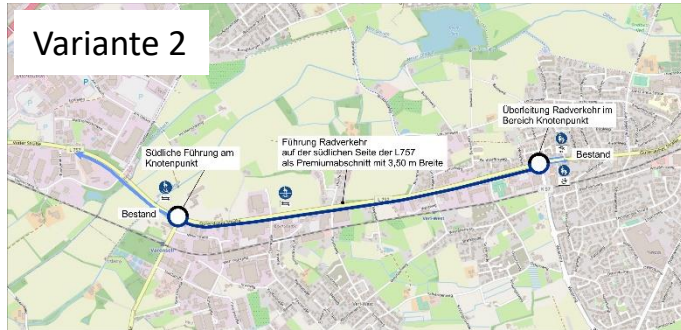 Variante 2
Überleitung Radverkehr im
Bereich Knotenpunkt
Führung Radverkehr
auf der südlichen Seite der L757
als Premiumabschnitt mit 3,50 m Breite
Südliche Führung am
Knotenpunkt
Bestand
Bestand
L 757